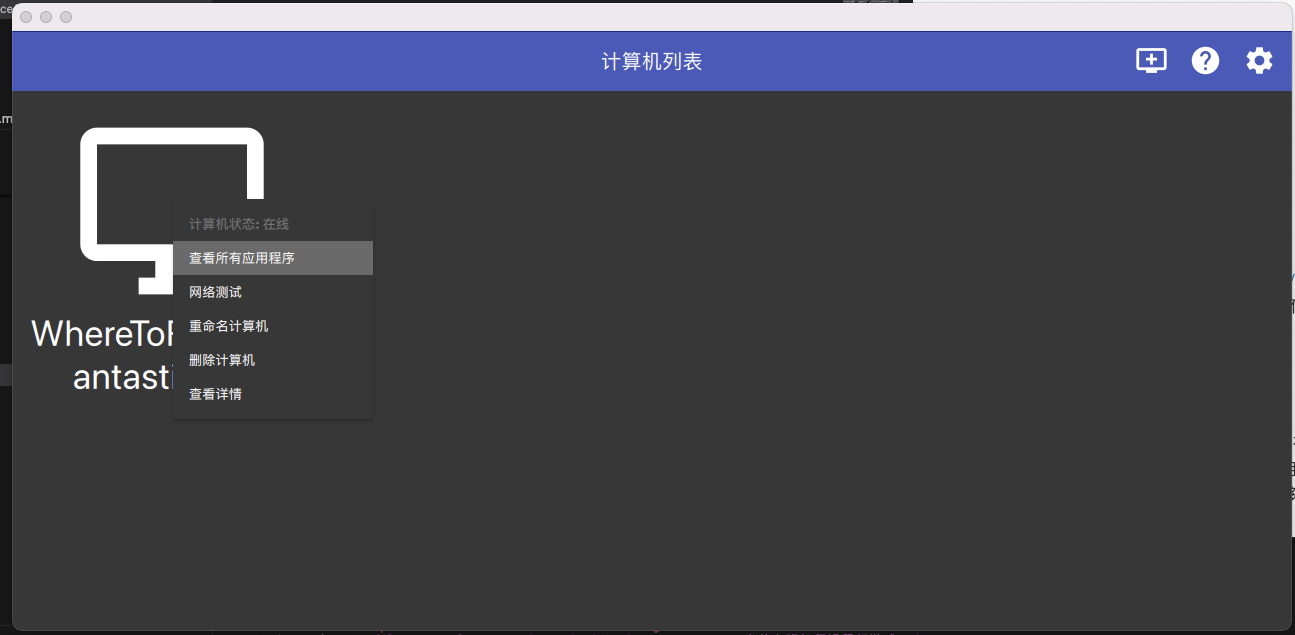 计算机列表
计算机状态: 在线
查看所有应用程序
网络测试
重命名计算机
删除计算机
查看详情
WhereTo
antast